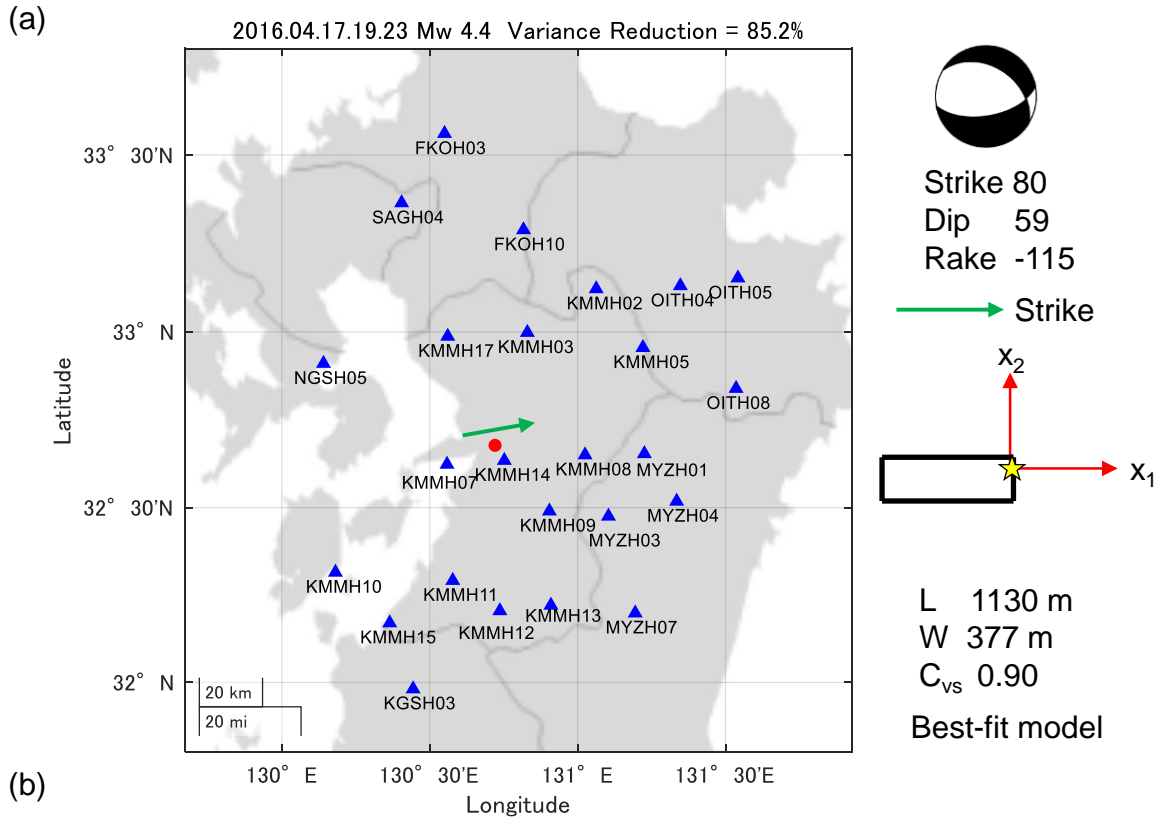 (a)
2016.04.17.19.23 Mw 4.4 Variance Reduction = 85.2%
33° 30'N
33° N
32° 30'N
32° N
Latitude
FKOH03
SAGH04
FKOH10
KMMH02
OITH04
OITH05
KMMH17
KMMH03
KMMH05
NGSH05
OITH08
KMMH07
KMMH14
KMMH08
MYZH01
KMMH09
MYZH03
MYZH04
KMMH10
KMMH11
KMMH15
KMMH12
KMMH13
MYZH07
KGSH03
20 km
20 mi
130° E
130° 30'E
131° E
131° 30'E
Longitude
Strike 80
Dip 59
Rake -115
Strike
x2
x1
L 1130 m
W 377 m
Cvs 0.90
Best-fit model
(b)